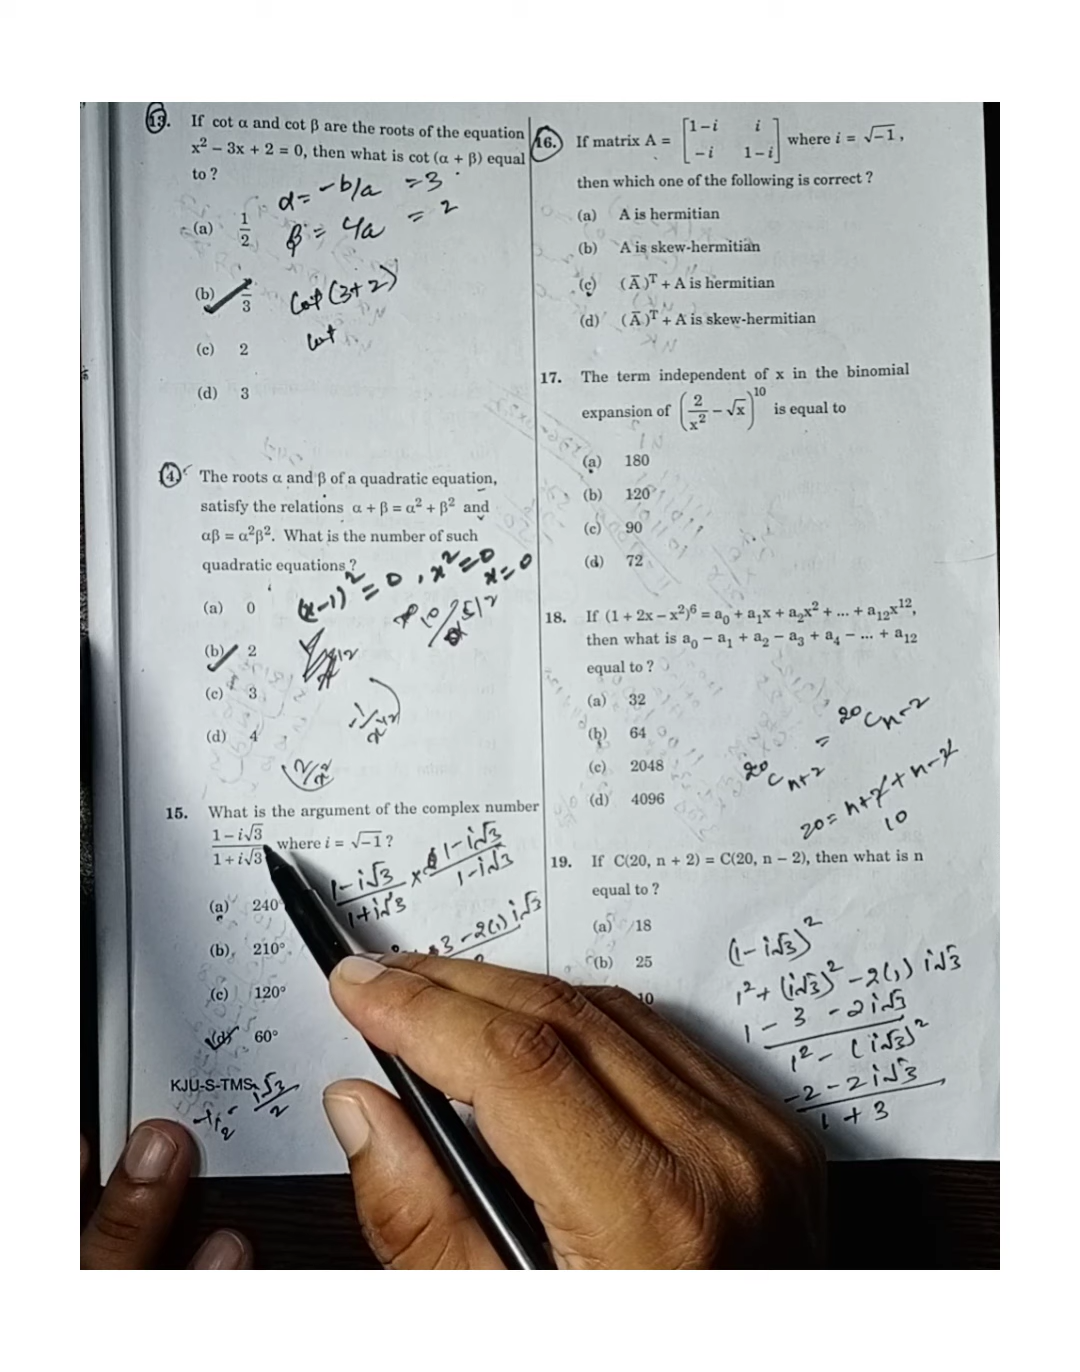 13. If cot α and cot β are the roots of the equation
x² – 3x + 2 = 0, then what is cot (α + β) equal
to ?
α = –b/a = 3
(a) 1/2
= 2
(b) /3
cot (3+2)
cot
(c) 2
(d) 3
14. The roots α and β of a quadratic equation,
satisfy the relations α + β = α² + β² and
αβ = α²β². What is the number of such
quadratic equations ?
(x–1)² = 0, x² = 0
x = 0
(a) 0
(b) 2
(c) 3
(d) 4
15. What is the argument of the complex number
1 – i√3 / 1 + i√3 where i = √–1 ?
1–i√3 / 1+i√3 × 1–i√3 / 1–i√3
(a) 240
3 – 2(1) i√3
(b) 210°
(c) 120°
(d) 60°
KJU-S-TMS
i√3/2
16. If matrix A = [1–i i –i 1–i] where i = √–1 ,
then which one of the following is correct ?
(a) A is hermitian
(b) A is skew-hermitian
(c) (Ā)ᵀ + A is hermitian
(d) (Ā)ᵀ + A is skew-hermitian
17. The term independent of x in the binomial
expansion of (2/x² – √x)¹⁰ is equal to
(a) 180
(b) 120
(c) 90
(d) 72
18. If (1 + 2x – x²)⁶ = a₀ + a₁x + a₂x² + ... + a₁₂x¹²,
then what is a₀ – a₁ + a₂ – a₃ + a₄ – ... + a₁₂
equal to ?
(a) 32
(b) 64
(c) 2048
(d) 4096
²⁰Cn+2 = ²⁰Cn–2
20 = n+2+n–2
10
19. If C(20, n + 2) = C(20, n – 2), then what is n
equal to ?
(a) 18
(b) 25
10
(1–i√3)²
1² + (i√3)² – 2(1) i√3
1 – 3 – 2i√3
1² – (i√3)²
–2 – 2i√3
1 + 3